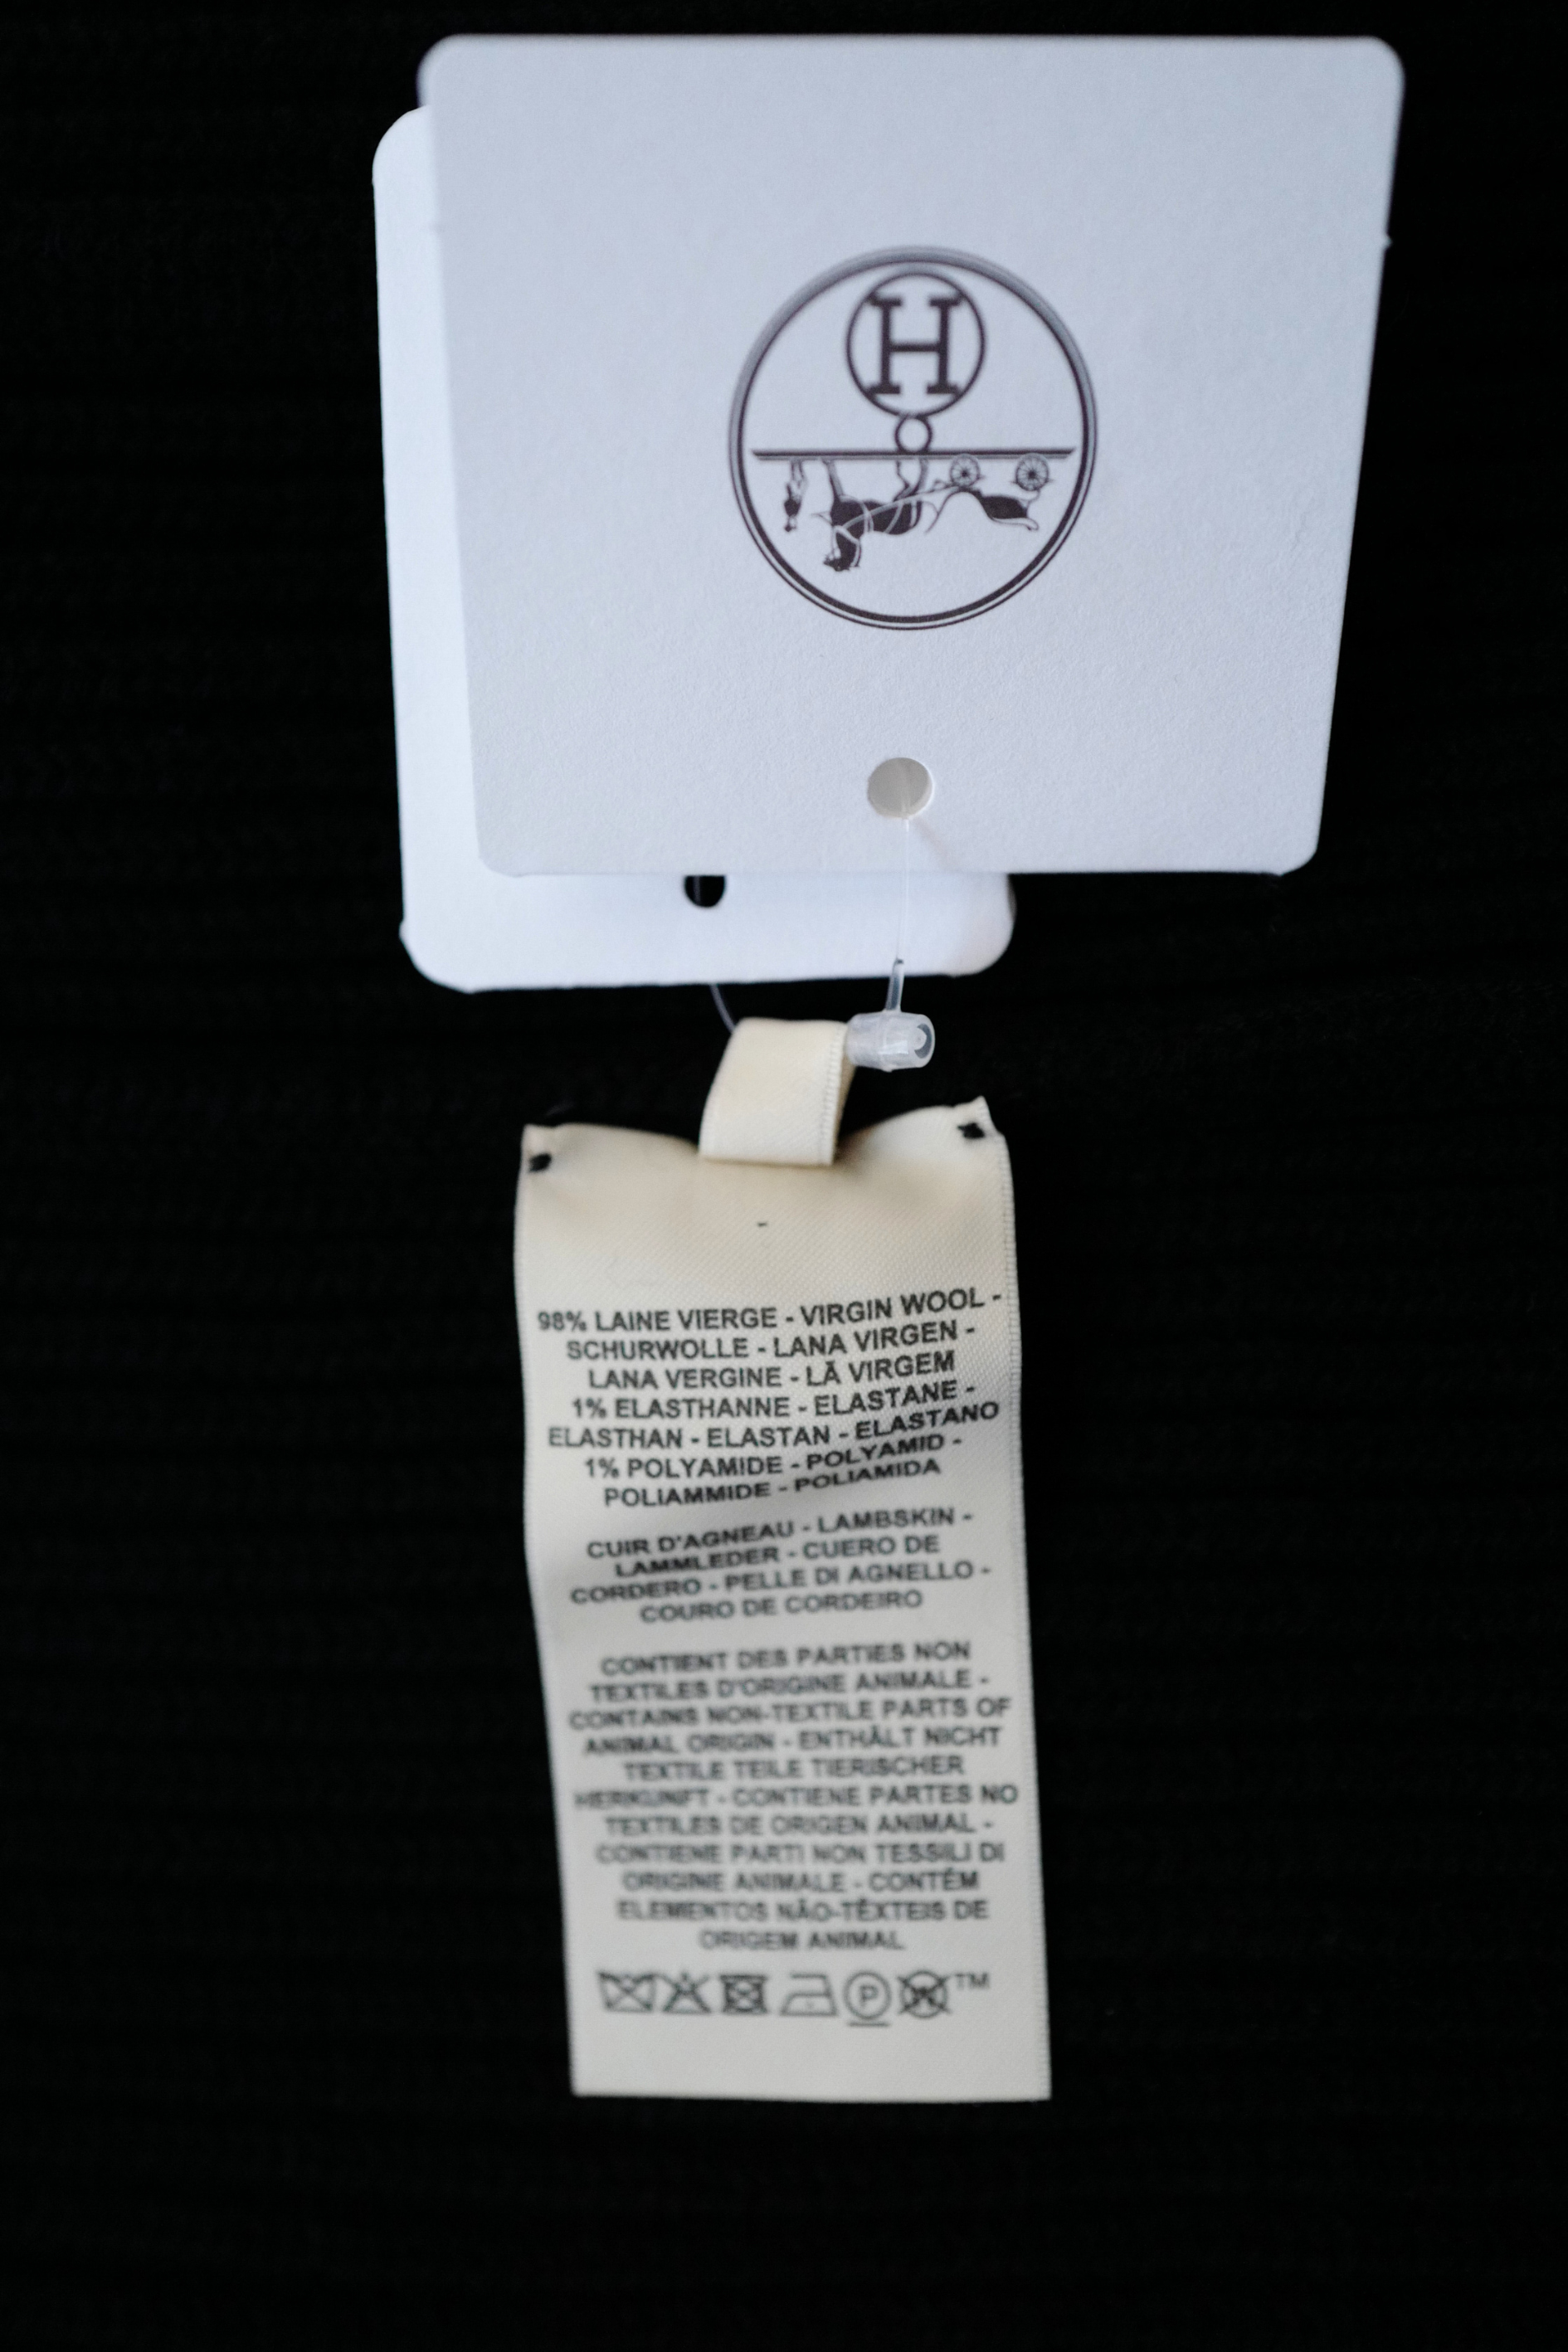 H
98% LAINE VIERGE - VIRGIN WOOL -
SCHURWOLLE - LANA VIRGEN -
LANA VERGINE - LÃ VIRGEM
1% ELASTHANNE - ELASTANE -
ELASTHAN - ELASTAN - ELASTANO
1% POLYAMIDE - POLYAMID -
POLIAMMIDE - POLIAMIDA
CUIR D'AGNEAU - LAMBSKIN -
LAMMLEDER - CUERO DE
CORDERO - PELLE DI AGNELLO -
COURO DE CORDEIRO
CONTIENT DES PARTIES NON
TEXTILES D'ORIGINE ANIMALE -
CONTAINS NON-TEXTILE PARTS OF
ANIMAL ORIGIN - ENTHÄLT NICHT
TEXTILE TEILE TIERISCHER
HERKUNFT - CONTIENE PARTES NO
TEXTILES DE ORIGEN ANIMAL -
CONTIENE PARTI NON TESSILI DI
ORIGINE ANIMALE - CONTÉM
ELEMENTOS NÃO-TÊXTEIS DE
ORIGEM ANIMAL
P W TM